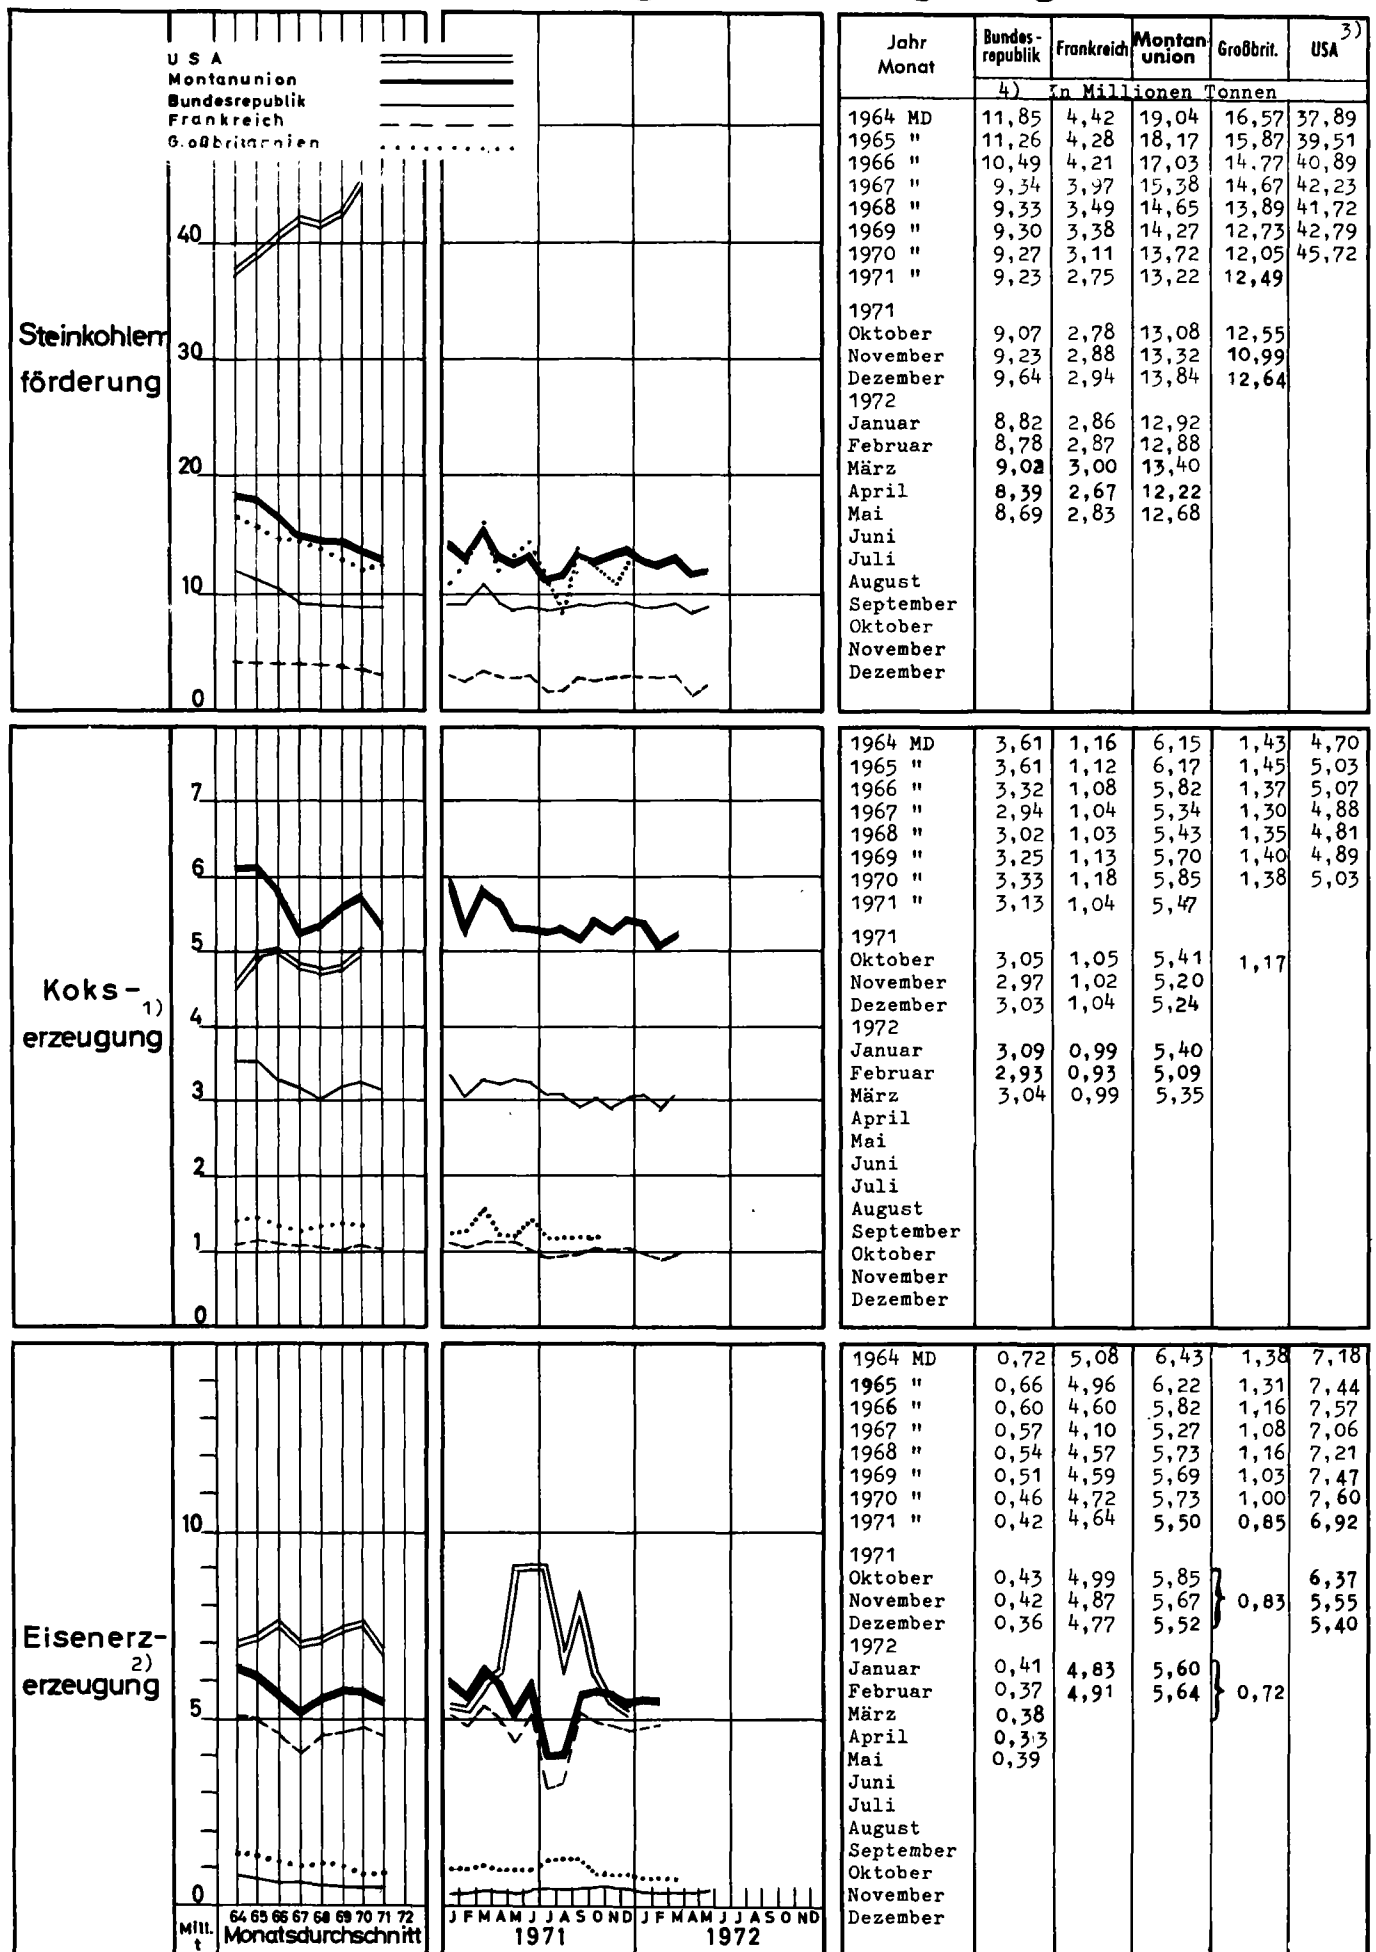 U S A
Montanunion
Bundesrepublik
Frankreich
G.oßbritannien
40
30
20
10
0
Steinkohlen
förderung
Jahr Monat Bundes-republik Frankreich Montanunion Großbrit. USA 3)
4) In Millionen Tonnen
1964 MD 11,85 4,42 19,04 16,57 37,89
1965 " 11,26 4,28 18,17 15,87 39,51
1966 " 10,49 4,21 17,03 14,77 40,89
1967 " 9,34 3,97 15,38 14,67 42,23
1968 " 9,33 3,49 14,65 13,89 41,72
1969 " 9,30 3,38 14,27 12,73 42,79
1970 " 9,27 3,11 13,72 12,05 45,72
1971 " 9,23 2,75 13,22 12,49
1971
Oktober 9,07 2,78 13,08 12,55
November 9,23 2,88 13,32 10,99
Dezember 9,64 2,94 13,84 12,64
1972
Januar 8,82 2,86 12,92
Februar 8,78 2,87 12,88
März 9,02 3,00 13,40
April 8,39 2,67 12,22
Mai 8,69 2,83 12,68
Juni
Juli
August
September
Oktober
November
Dezember
7
6
5
4
3
2
1
0
Koks- 1)
erzeugung
1964 MD 3,61 1,16 6,15 1,43 4,70
1965 " 3,61 1,12 6,17 1,45 5,03
1966 " 3,32 1,08 5,82 1,37 5,07
1967 " 2,94 1,04 5,34 1,30 4,88
1968 " 3,02 1,03 5,43 1,35 4,81
1969 " 3,25 1,13 5,70 1,40 4,89
1970 " 3,33 1,18 5,85 1,38 5,03
1971 " 3,13 1,04 5,47
1971
Oktober 3,05 1,05 5,41 1,17
November 2,97 1,02 5,20
Dezember 3,03 1,04 5,24
1972
Januar 3,09 0,99 5,40
Februar 2,93 0,93 5,09
März 3,04 0,99 5,35
April
Mai
Juni
Juli
August
September
Oktober
November
Dezember
10
5
0
Eisenerz- 2)
erzeugung
1964 MD 0,72 5,08 6,43 1,38 7,18
1965 " 0,66 4,96 6,22 1,31 7,44
1966 " 0,60 4,60 5,82 1,16 7,57
1967 " 0,57 4,10 5,27 1,08 7,06
1968 " 0,54 4,57 5,73 1,16 7,21
1969 " 0,51 4,59 5,69 1,03 7,47
1970 " 0,46 4,72 5,73 1,00 7,60
1971 " 0,42 4,64 5,50 0,85 6,92
1971
Oktober 0,43 4,99 5,85 6,37
November 0,42 4,87 5,67 0,83 5,55
Dezember 0,36 4,77 5,52 5,40
1972
Januar 0,41 4,83 5,60
Februar 0,37 4,91 5,64 0,72
März 0,38
April 0,33
Mai 0,39
Juni
Juli
August
September
Oktober
November
Dezember
Mill. t
64 65 66 67 68 69 70 71 72
Monatsdurchschnitt
J F M A M J J A S O N D J F M A M J J A S O N D
1971 1972